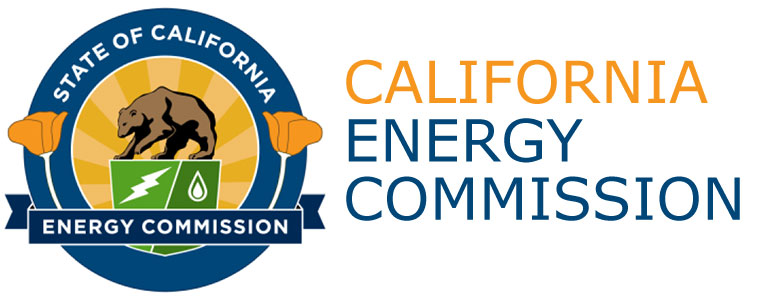 STATE OF CALIFORNIA
ENERGY COMMISSION
CALIFORNIA
ENERGY
COMMISSION